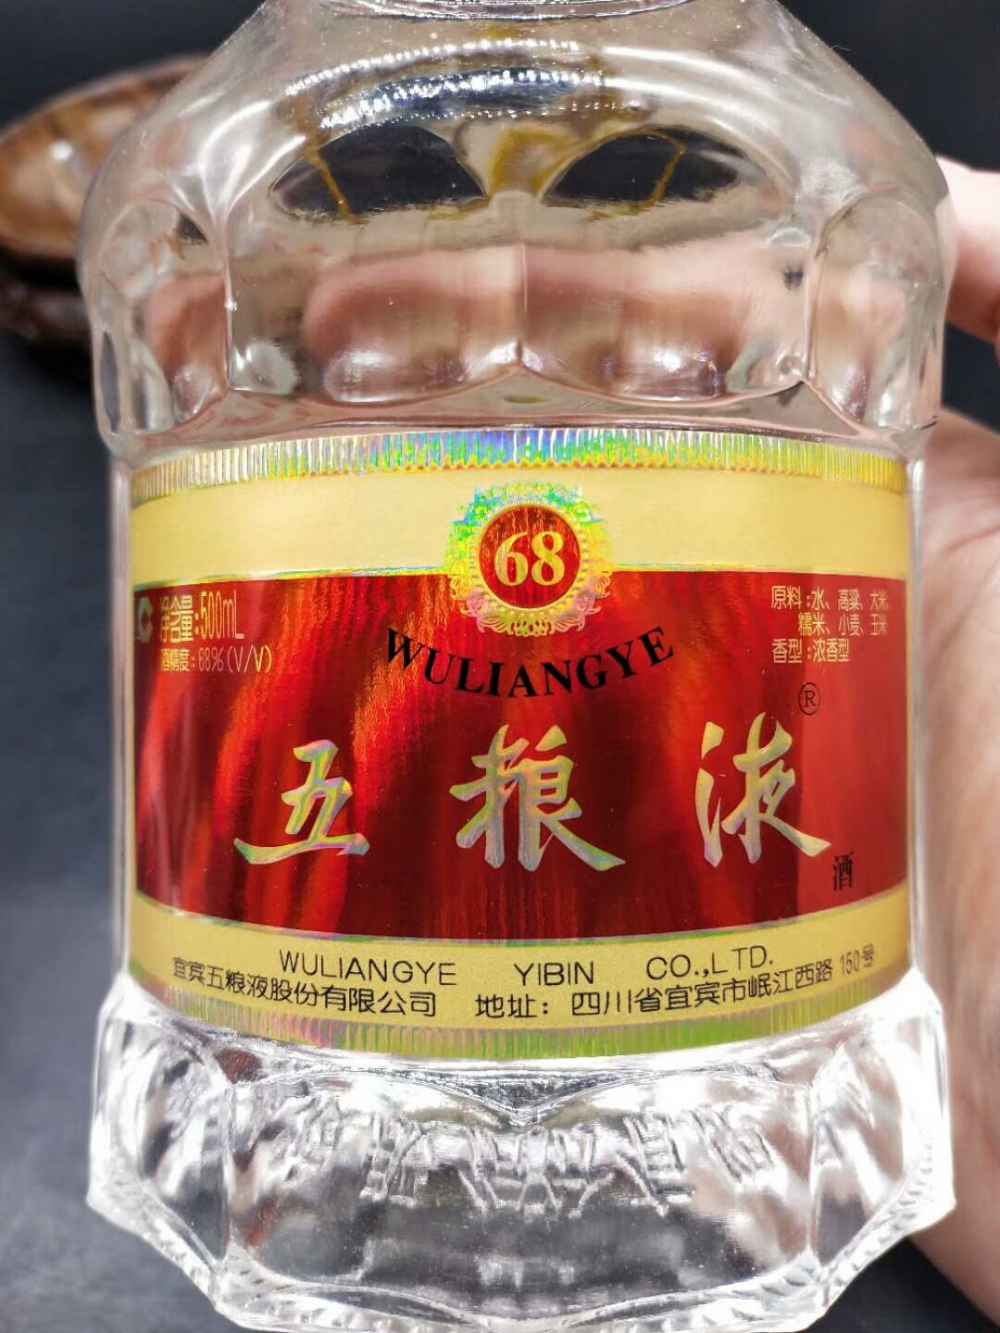 68
净含量:500mL
酒精度:68%(V/V)
原料:水、高粱、大米、
糯米、小麦、玉米
香型:浓香型
WULIANGYE
®
五粮液
酒
WULIANGYE YIBIN CO.,LTD.
宜宾五粮液股份有限公司 地址：四川省宜宾市岷江西路150号